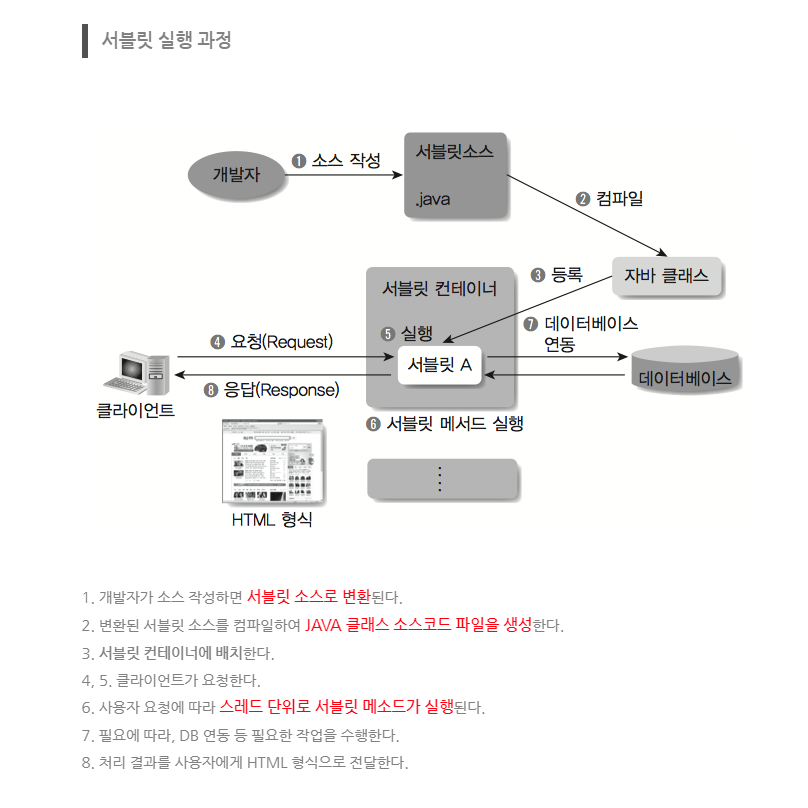 서블릿 실행 과정
개발자
❶ 소스 작성
서블릿소스
.java
❷ 컴파일
자바 클래스
❸ 등록
서블릿 컨테이너
❹ 요청(Request)
❺ 실행
서블릿 A
❼ 데이터베이스
연동
데이터베이스
클라이언트
❽ 응답(Response)
❻ 서블릿 메서드 실행
HTML 형식
1. 개발자가 소스 작성하면 서블릿 소스로 변환된다.
2. 변환된 서블릿 소스를 컴파일하여 JAVA 클래스 소스코드 파일을 생성한다.
3. 서블릿 컨테이너에 배치한다.
4, 5. 클라이언트가 요청한다.
6. 사용자 요청에 따라 스레드 단위로 서블릿 메소드가 실행된다.
7. 필요에 따라, DB 연동 등 필요한 작업을 수행한다.
8. 처리 결과를 사용자에게 HTML 형식으로 전달한다.